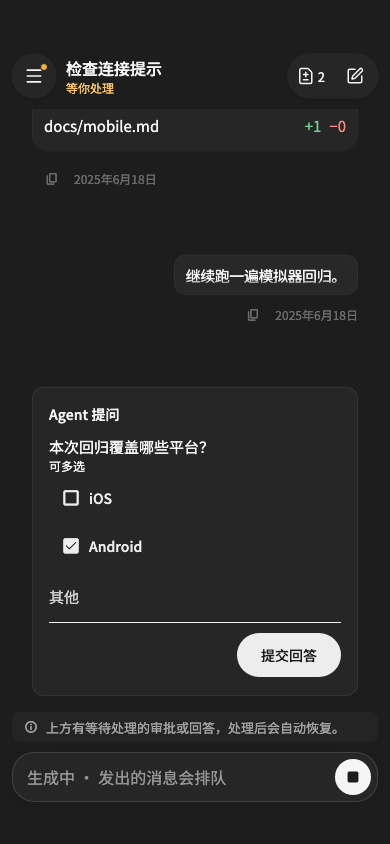 检查连接提示
等你处理
2
docs/mobile.md +1 −0
2025年6月18日
继续跑一遍模拟器回归。
2025年6月18日
Agent 提问
本次回归覆盖哪些平台？
可多选
iOS
Android
其他
提交回答
上方有等待处理的审批或回答，处理后会自动恢复。
生成中 · 发出的消息会排队